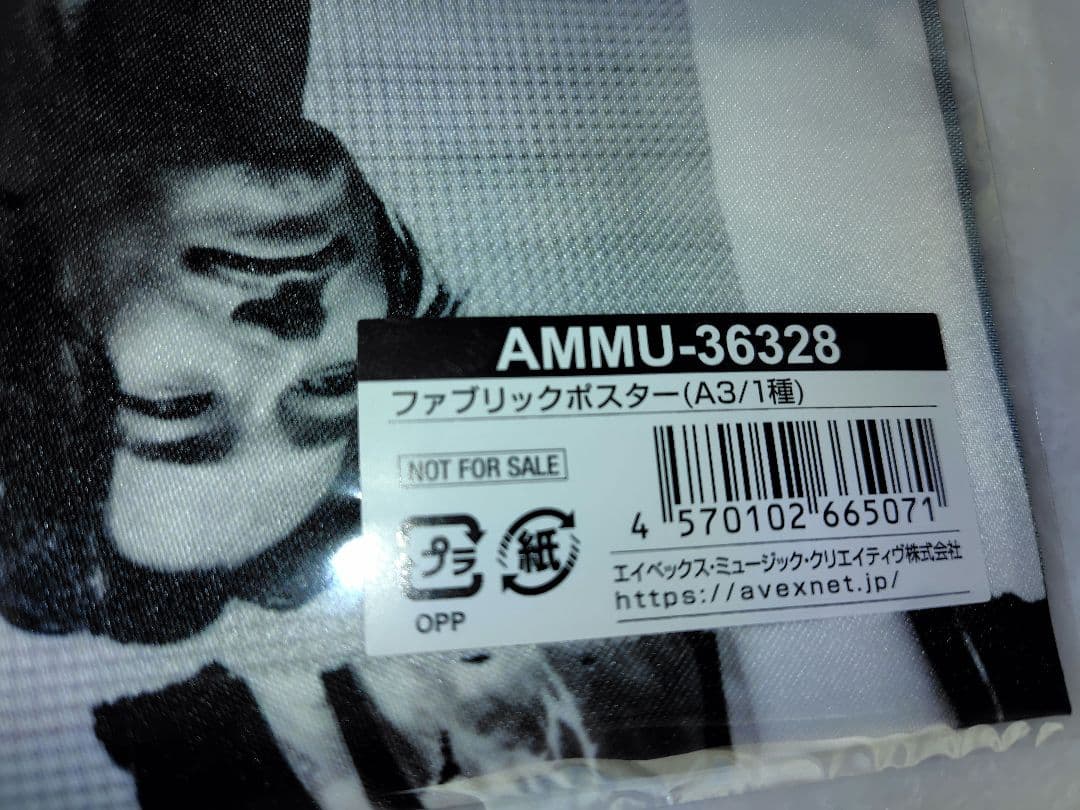 AMMU-36328
ファブリックポスター(A3/1種)
NOT FOR SALE
4 570102 665071
プラ 紙
OPP
エイベックス・ミュージック・クリエイティヴ株式会社
https://avexnet.jp/